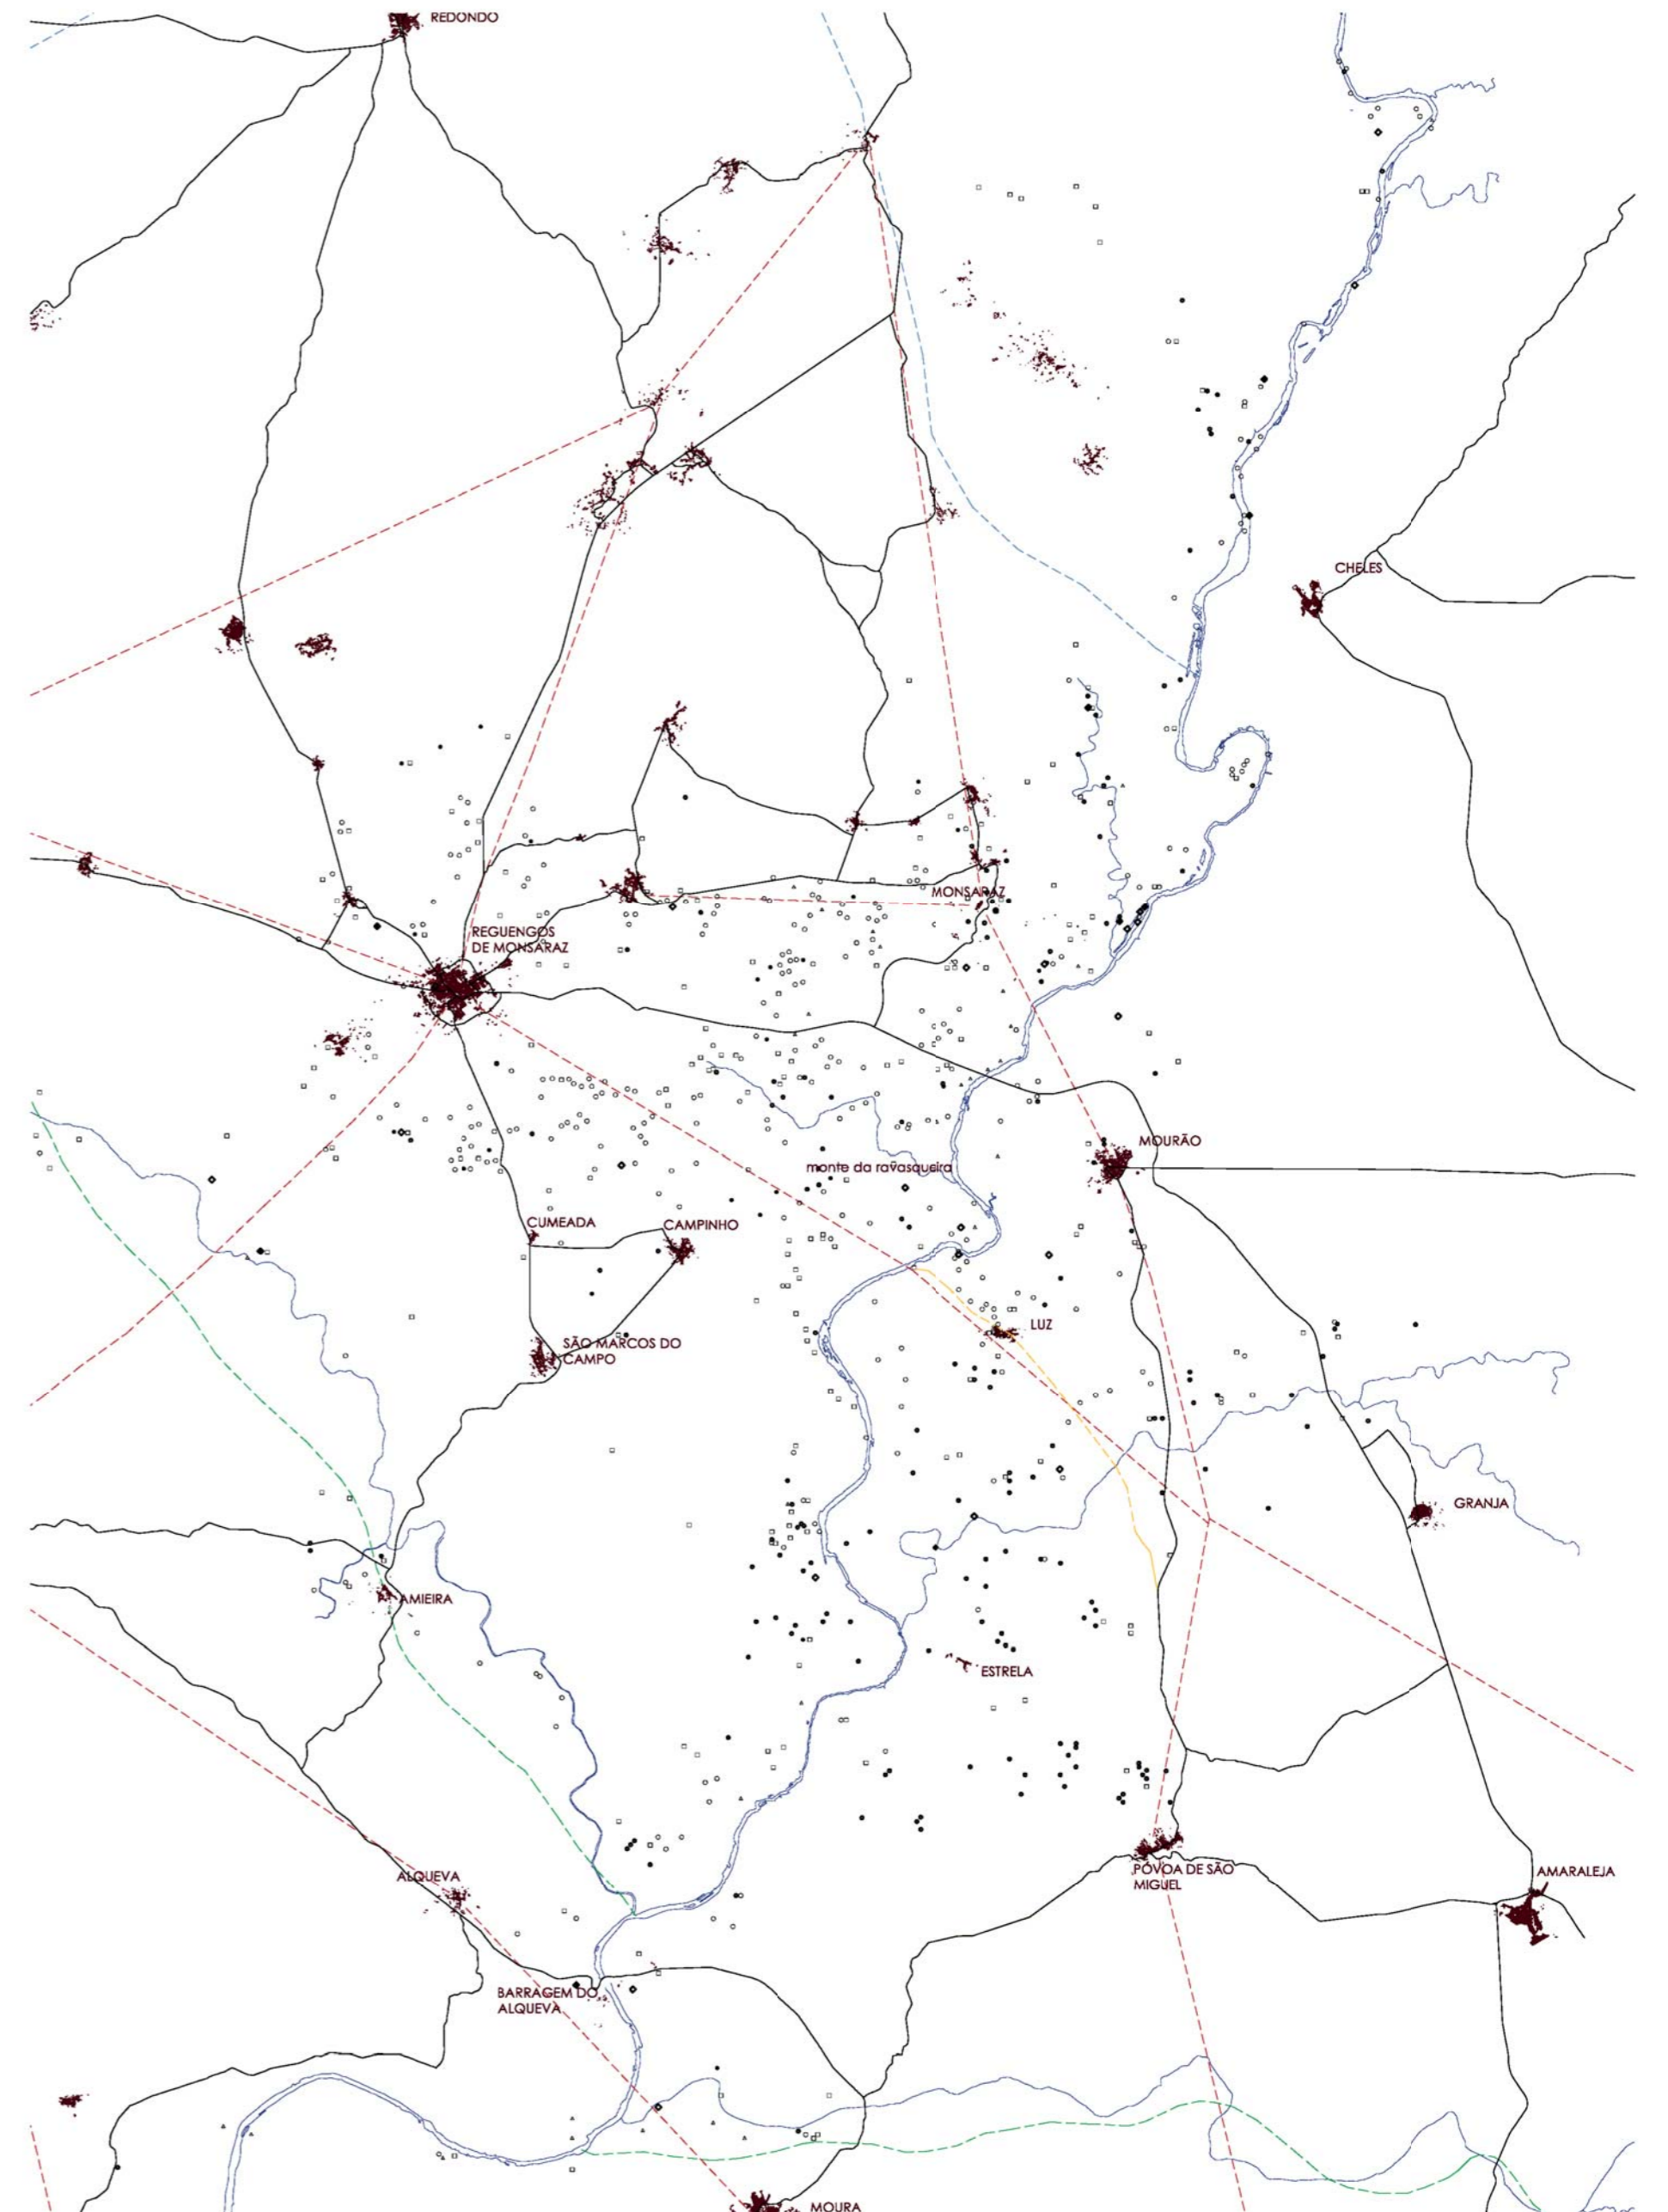 REDONDO
CHELES
MONSARAZ
REGUENGOS
DE MONSARAZ
MOURÃO
monte da ravasqueira
CUMEADA
CAMPINHO
LUZ
SÃO MARCOS DO
CAMPO
GRANJA
AMIEIRA
ESTRELA
PÓVOA DE SÃO
MIGUEL
AMARALEJA
ALQUEVA
BARRAGEM DO
ALQUEVA
MOURA